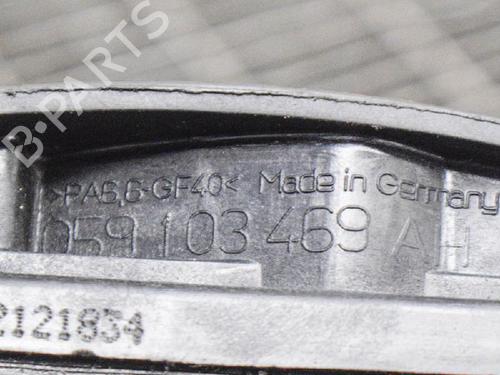 B-PARTS
>PA6,6-GF40< Made in Germany
059 103 469 AH
2121834